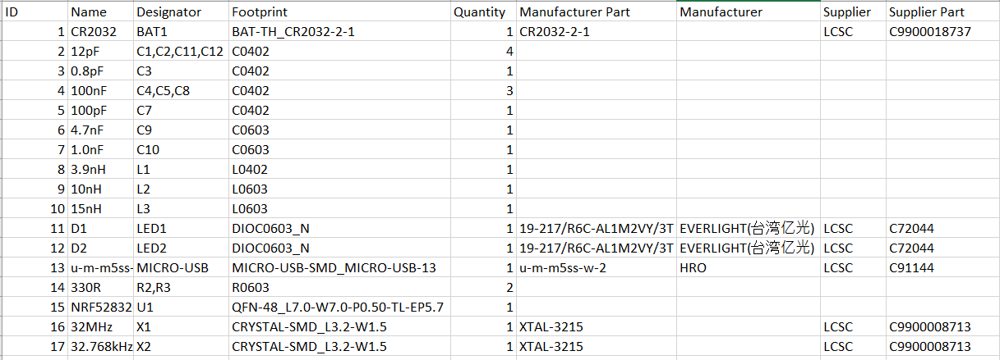 ID Name Designator Footprint Quantity Manufacturer Part Manufacturer Supplier Supplier Part
1 CR2032 BAT1 BAT-TH_CR2032-2-1 1 CR2032-2-1 LCSC C9900018737
2 12pF C1,C2,C11,C12 C0402 4
3 0.8pF C3 C0402 1
4 100nF C4,C5,C8 C0402 3
5 100pF C7 C0402 1
6 4.7nF C9 C0603 1
7 1.0nF C10 C0603 1
8 3.9nH L1 L0402 1
9 10nH L2 L0603 1
10 15nH L3 L0603 1
11 D1 LED1 DIOC0603_N 1 19-217/R6C-AL1M2VY/3T EVERLIGHT(台湾亿光) LCSC C72044
12 D2 LED2 DIOC0603_N 1 19-217/R6C-AL1M2VY/3T EVERLIGHT(台湾亿光) LCSC C72044
13 u-m-m5ss- MICRO-USB MICRO-USB-SMD_MICRO-USB-13 1 u-m-m5ss-w-2 HRO LCSC C91144
14 330R R2,R3 R0603 2
15 NRF52832 U1 QFN-48_L7.0-W7.0-P0.50-TL-EP5.7 1
16 32MHz X1 CRYSTAL-SMD_L3.2-W1.5 1 XTAL-3215 LCSC C9900008713
17 32.768kHz X2 CRYSTAL-SMD_L3.2-W1.5 1 XTAL-3215 LCSC C9900008713